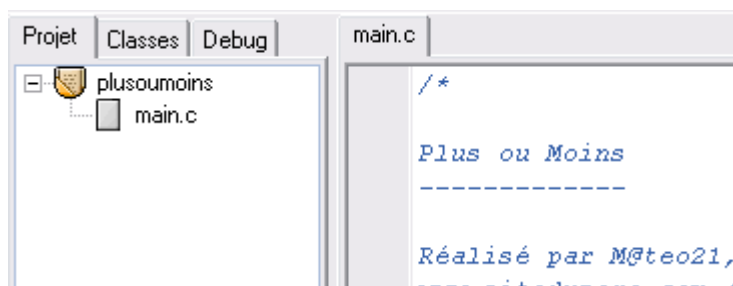 Projet Classes Debug
plusoumoins
main.c
main.c
/*
Plus ou Moins
-------------
Réalisé par M@teo21,